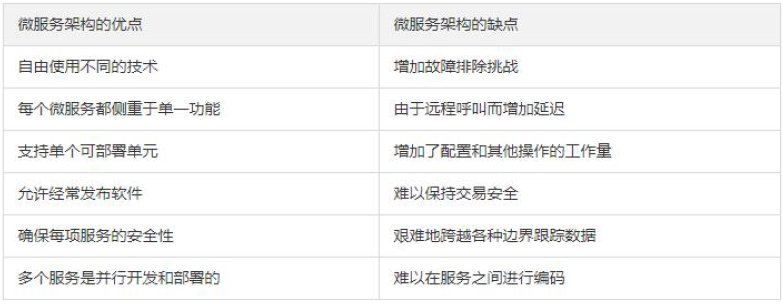 微服务架构的优点 微服务架构的缺点
自由使用不同的技术 增加故障排除挑战
每个微服务都侧重于单一功能 由于远程呼叫而增加延迟
支持单个可部署单元 增加了配置和其他操作的工作量
允许经常发布软件 难以保持交易安全
确保每项服务的安全性 艰难地跨越各种边界跟踪数据
多个服务是并行开发和部署的 难以在服务之间进行编码